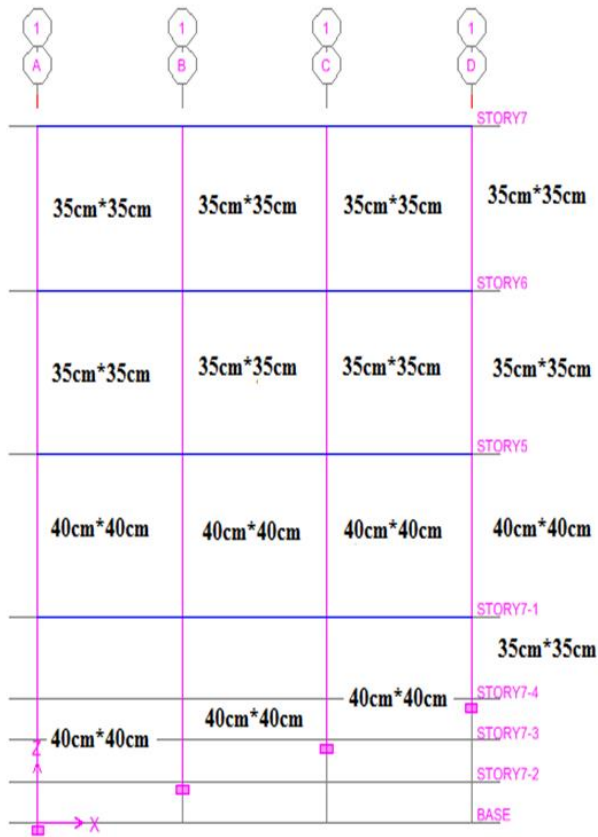 1 1 1 1
A B C D
STORY7
35cm*35cm 35cm*35cm 35cm*35cm 35cm*35cm
STORY6
35cm*35cm 35cm*35cm 35cm*35cm 35cm*35cm
STORY5
40cm*40cm 40cm*40cm 40cm*40cm 40cm*40cm
STORY7-1
35cm*35cm
STORY7-4
40cm*40cm
40cm*40cm
STORY7-3
40cm*40cm
Z
STORY7-2
BASE
X